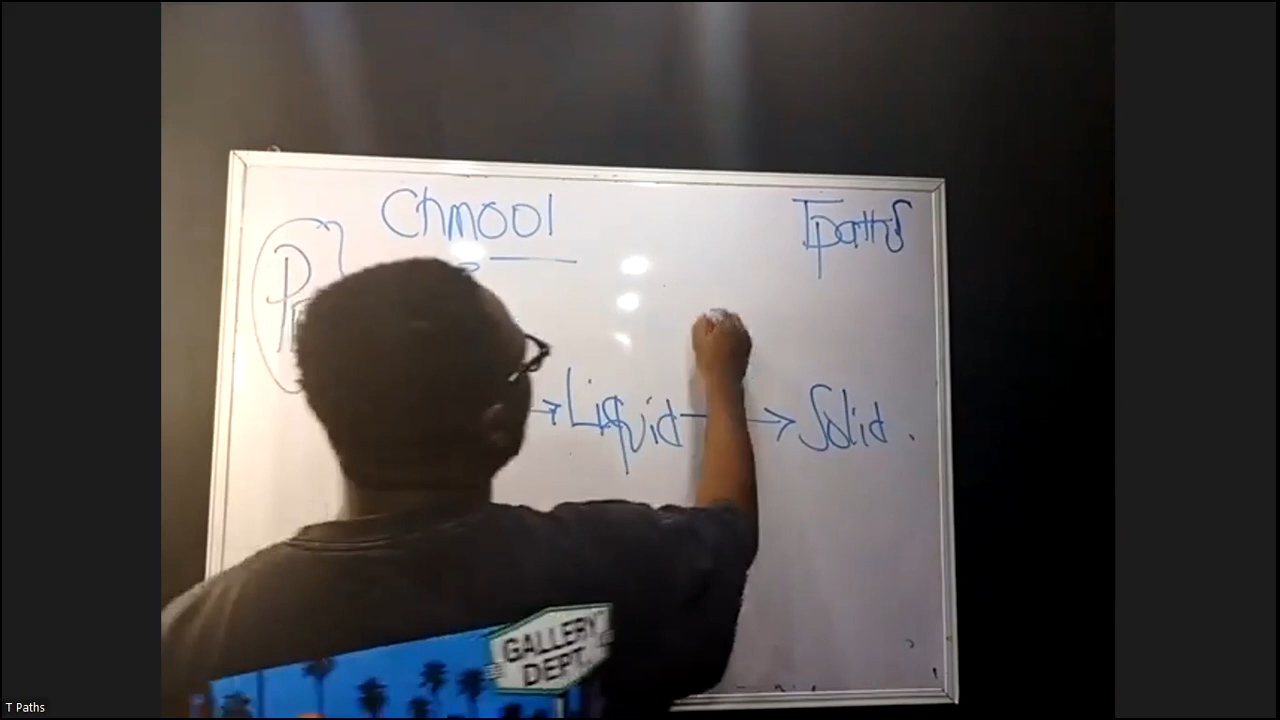 Chmool
Tpaths
→ Liquid → Solid.
GALLERY
DEPT.
T Paths